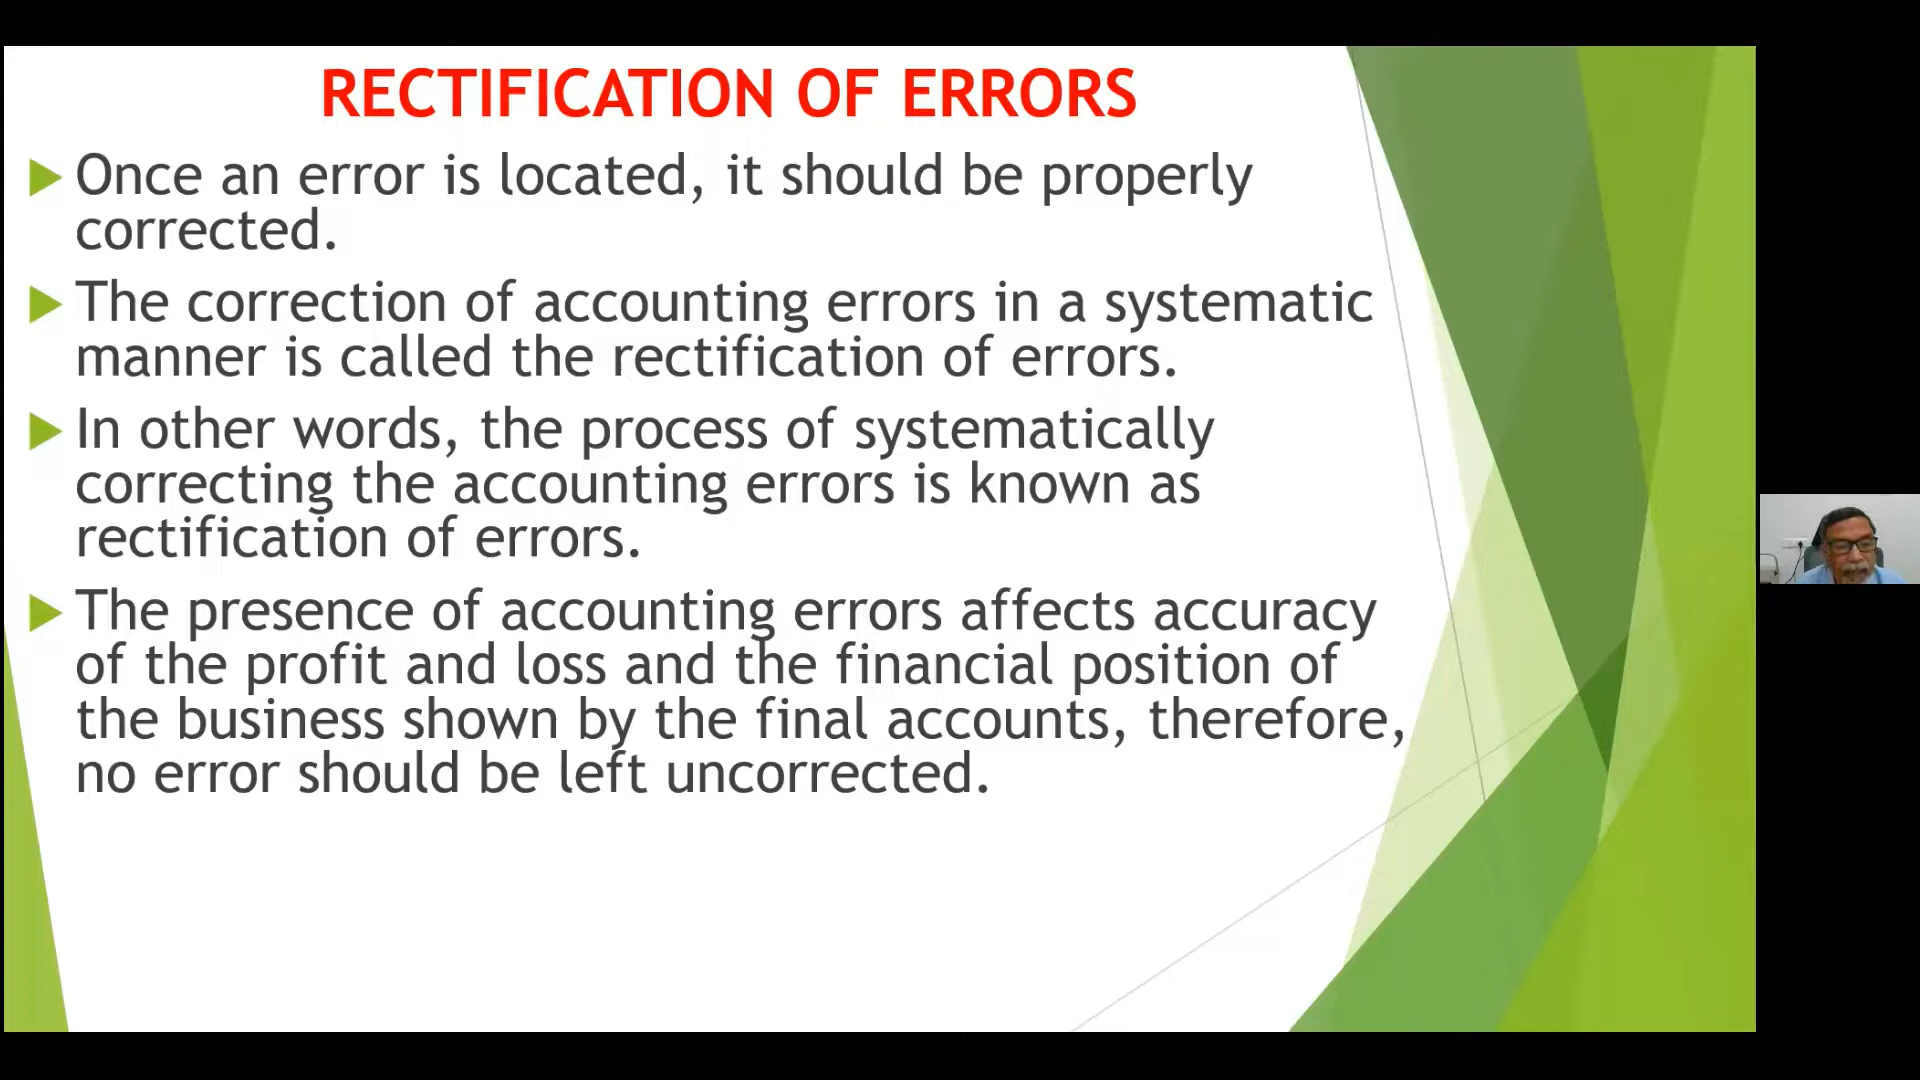 RECTIFICATION OF ERRORS
Once an error is located, it should be properly
corrected.
The correction of accounting errors in a systematic
manner is called the rectification of errors.
In other words, the process of systematically
correcting the accounting errors is known as
rectification of errors.
The presence of accounting errors affects accuracy
of the profit and loss and the financial position of
the business shown by the final accounts, therefore,
no error should be left uncorrected.